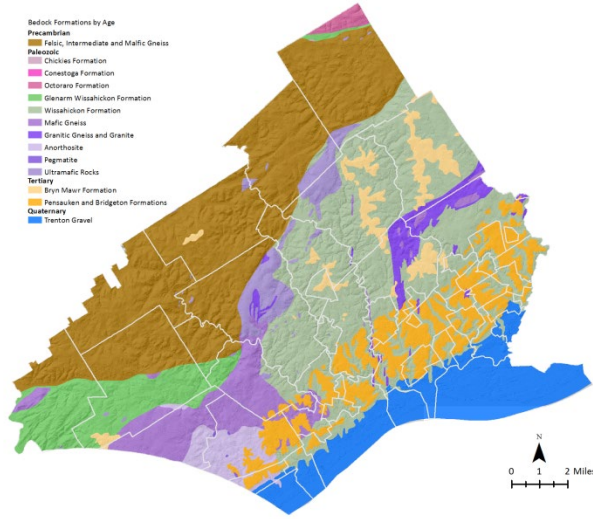 Bedock Formations by Age
Precambrian
Felsic, Intermediate and Malfic Gneiss
Paleozoic
Chickies Formation
Conestoga Formation
Octoraro Formation
Glenarm Wissahickon Formation
Wissahickon Formation
Mafic Gneiss
Granitic Gneiss and Granite
Anorthosite
Pegmatite
Ultramafic Rocks
Tertiary
Bryn Mawr Formation
Pensauken and Bridgeton Formations
Quaternary
Trenton Gravel
N
0 1 2 Miles